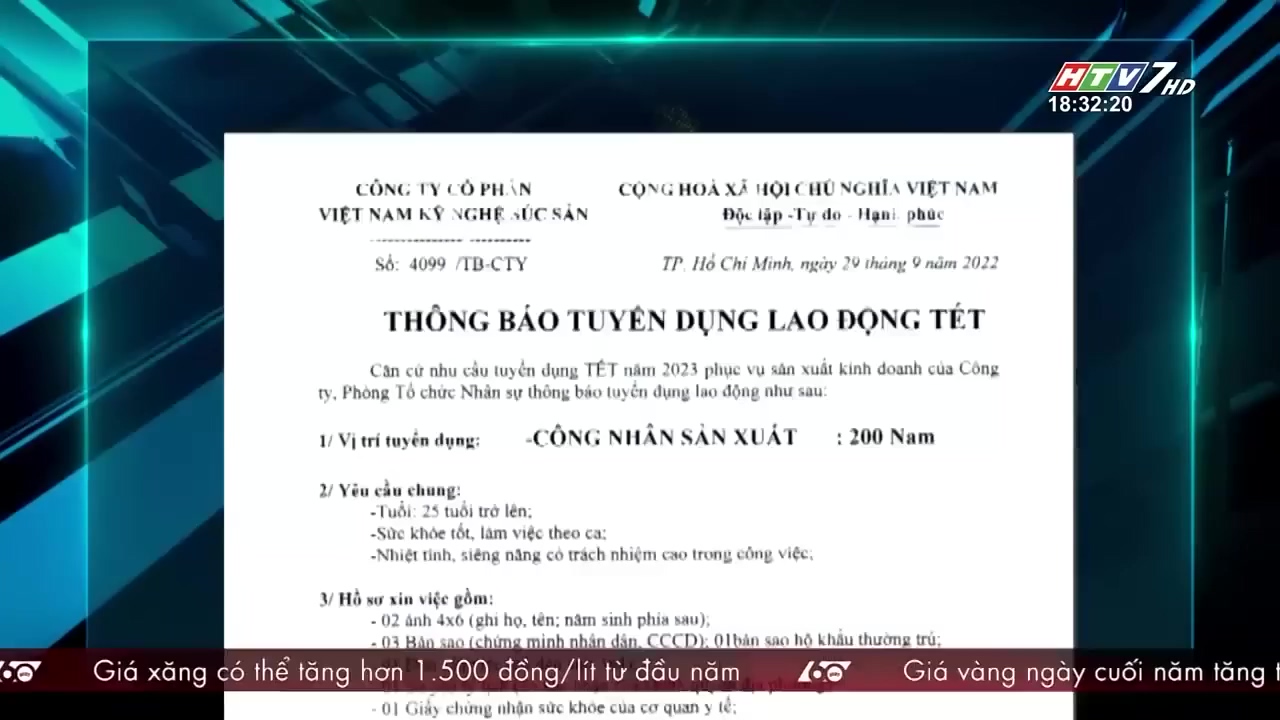 HTV7HD
18:32:20
CÔNG TY CỔ PHẦN
VIỆT NAM KỸ NGHỆ SÚC SẢN
CỘNG HOÀ XÃ HỘI CHỦ NGHĨA VIỆT NAM
Độc lập -Tự do - Hạnh phúc
Số: 4099 /TB-CTY
TP. Hồ Chí Minh, ngày 29 tháng 9 năm 2022
THÔNG BÁO TUYỂN DỤNG LAO ĐỘNG TẾT
Căn cứ nhu cầu tuyển dụng TẾT năm 2023 phục vụ sản xuất kinh doanh của Công
ty, Phòng Tổ chức Nhân sự thông báo tuyển dụng lao động như sau:
1/ Vị trí tuyển dụng: -CÔNG NHÂN SẢN XUẤT : 200 Nam
2/ Yêu cầu chung:
-Tuổi: 25 tuổi trở lên;
-Sức khỏe tốt, làm việc theo ca;
-Nhiệt tình, siêng năng có trách nhiệm cao trong công việc;
3/ Hồ sơ xin việc gồm:
- 02 ảnh 4x6 (ghi họ, tên; năm sinh phía sau);
- 03 Bản sao (chứng minh nhân dân, CCCD); 01bản sao hộ khẩu thường trú;
60 Giá xăng có thể tăng hơn 1.500 đồng/lít từ đầu năm 60 Giá vàng ngày cuối năm tăng
- 01 Giấy chứng nhận sức khỏe của cơ quan y tế;